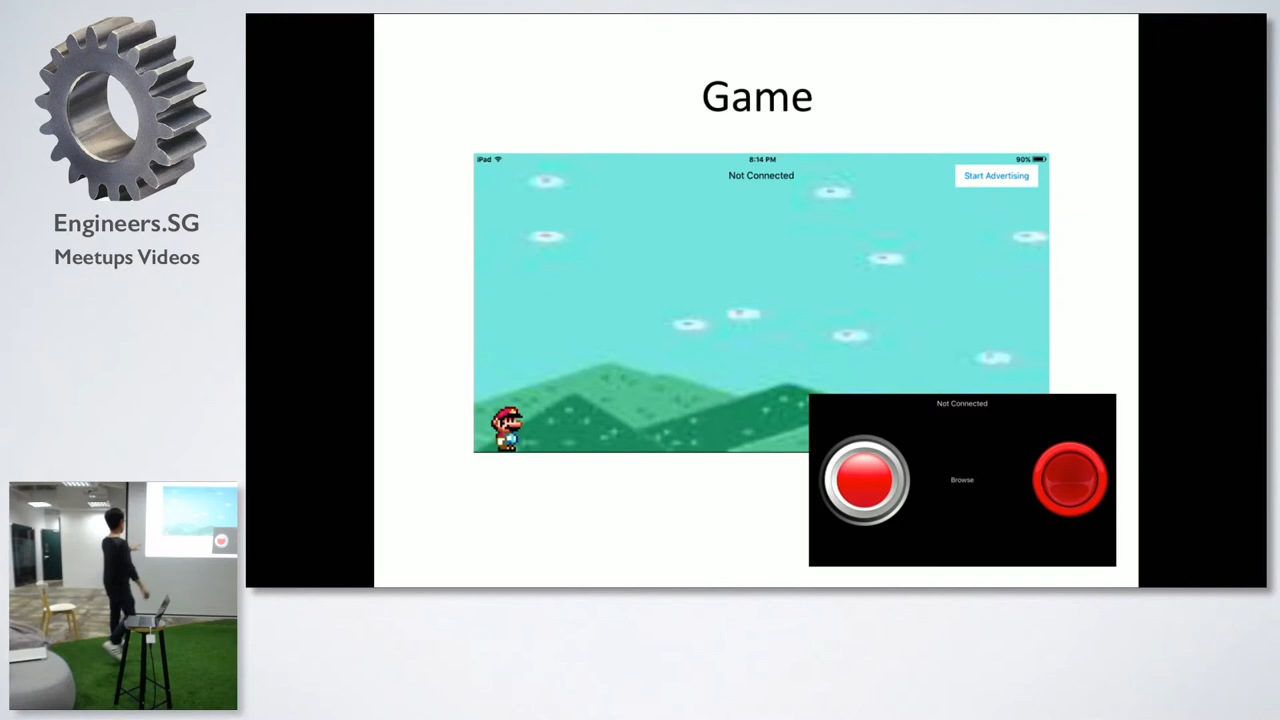 Engineers.SG
Meetups Videos
Game
iPad
8:14 PM
90%
Not Connected
Start Advertising
Not Connected
Browse